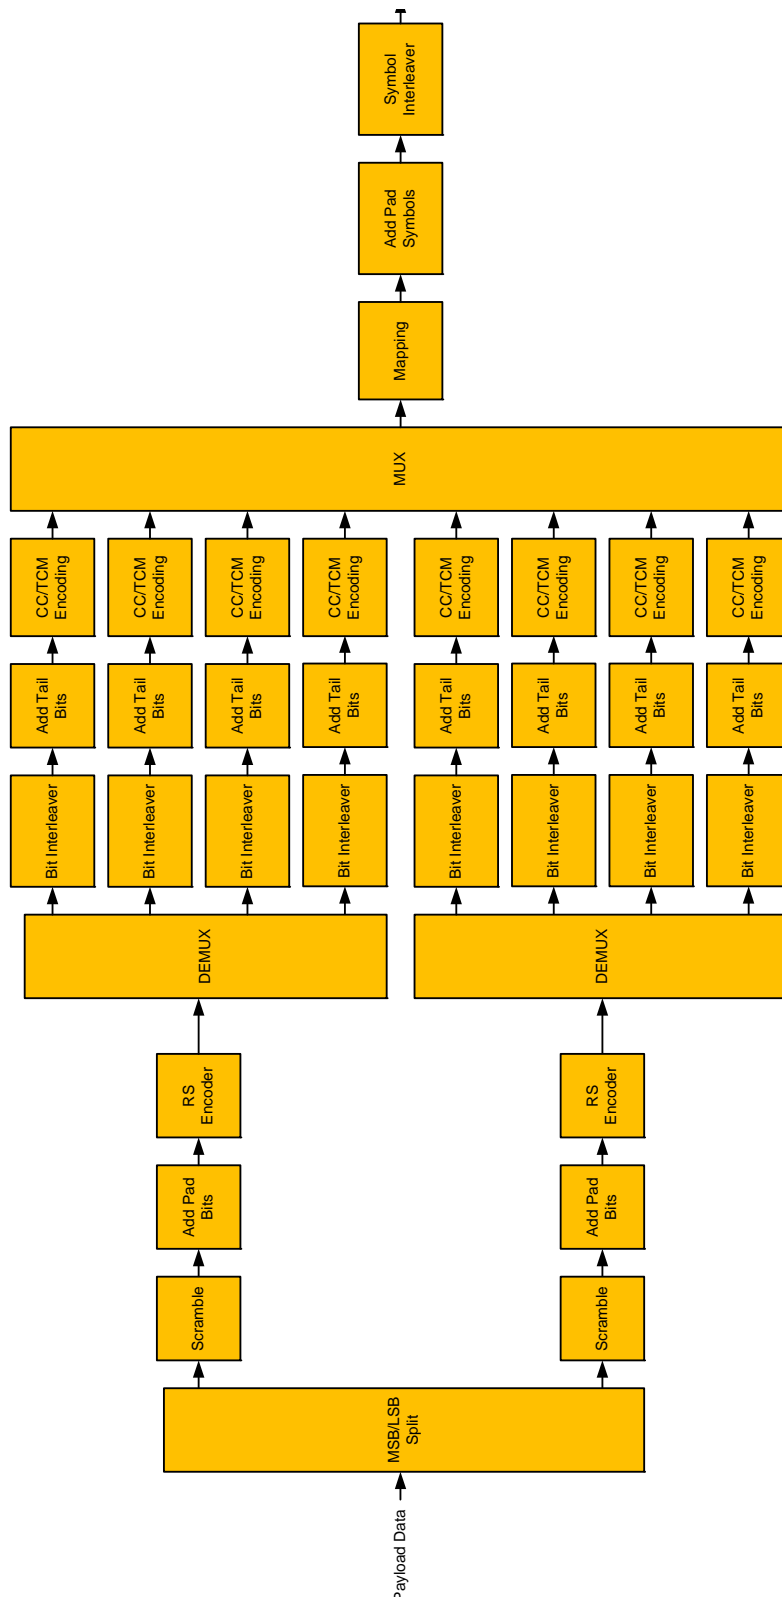 Payload Data
MSB/LSB
Split
Scramble
Add Pad
Bits
RS
Encoder
DEMUX
Bit Interleaver
Add Tail
Bits
CC/TCM
Encoding
Bit Interleaver
Add Tail
Bits
CC/TCM
Encoding
Bit Interleaver
Add Tail
Bits
CC/TCM
Encoding
Bit Interleaver
Add Tail
Bits
CC/TCM
Encoding
Scramble
Add Pad
Bits
RS
Encoder
DEMUX
Bit Interleaver
Add Tail
Bits
CC/TCM
Encoding
Bit Interleaver
Add Tail
Bits
CC/TCM
Encoding
Bit Interleaver
Add Tail
Bits
CC/TCM
Encoding
Bit Interleaver
Add Tail
Bits
CC/TCM
Encoding
MUX
Mapping
Add Pad
Symbols
Symbol
Interleaver